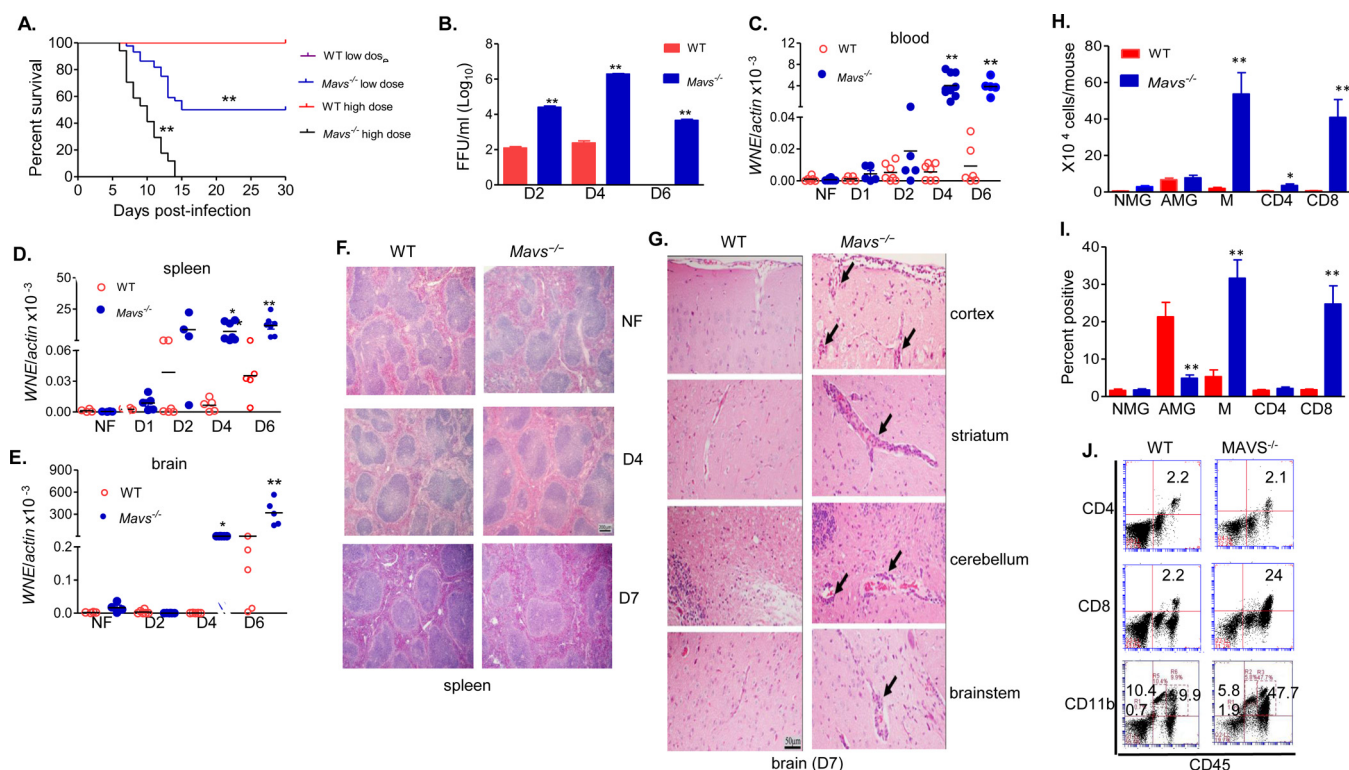 A.
Percent survival
100
80
60
40
20
0
0 10 20 30
Days post-infection
**
**
WT low dose
Mavs-/- low dose
WT high dose
Mavs-/- high dose
B.
FFU/ml (Log10)
8
6
4
2
0
D2 D4 D6
WT
Mavs-/-
** ** **
C.
blood
WNE/actin x10-3
12
8
4
0.04
0.02
0.00
NF D1 D2 D4 D6
WT
Mavs-/-
** **
D.
spleen
WNE/actin x10-3
50
25
0.06
0.03
0.000
NF D1 D2 D4 D6
WT
Mavs-/-
* * **
E.
brain
WNE/actin x10-3
900
600
300
0.2
0.1
0.0
NF D2 D4 D6
WT
Mavs-/-
* **
F.
WT Mavs-/-
NF
D4
D7
spleen
G.
WT Mavs-/-
cortex
striatum
cerebellum
brainstem
50µm
brain (D7)
H.
X10 4 cells/mouse
80
60
40
20
0
NMG AMG M CD4 CD8
WT
Mavs-/-
** * **
I.
Percent positive
40
30
20
10
0
NMG AMG M CD4 CD8
** ** **
J.
WT MAVS-/-
CD4
2.2 2.1
CD8
2.2 24
CD11b
10.4 9.9 5.8 47.7
0.7 1.9
CD45